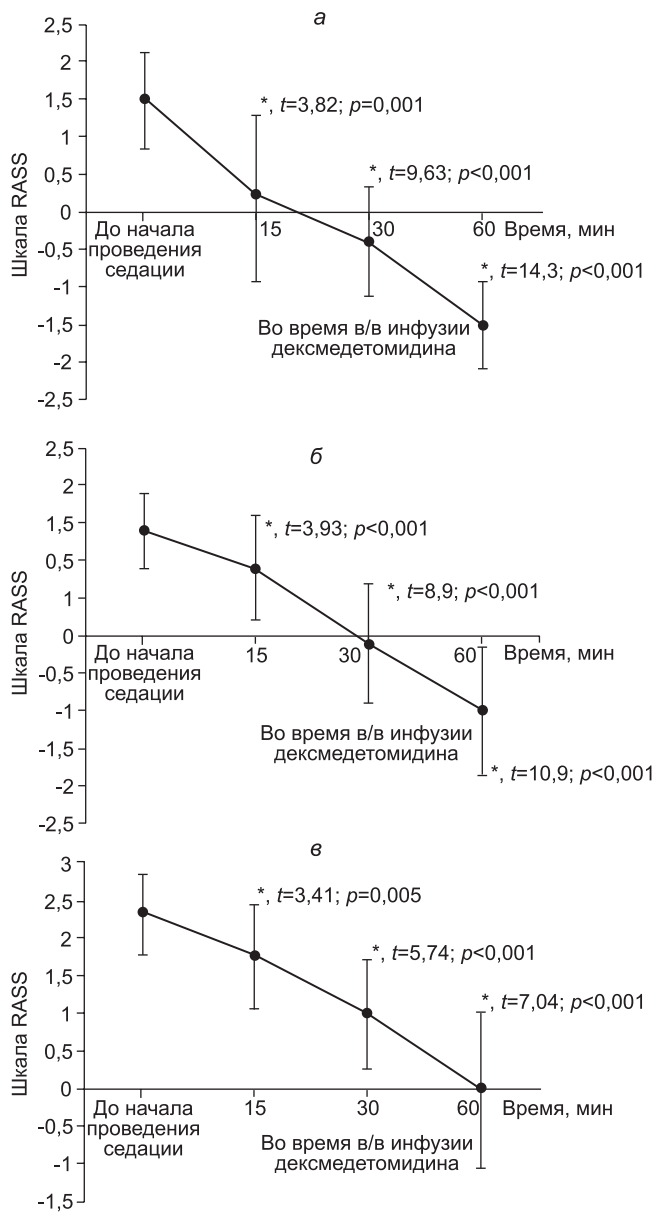 а
2,5
2
1,5
1
0,5
0
-0,5
-1
-1,5
-2
-2,5
Шкала RASS
*, t=3,82; p=0,001
*, t=9,63; p<0,001
*, t=14,3; p<0,001
До начала
проведения
седации
15
30
60 Время, мин
Во время в/в инфузии
дексмедетомидина
б
2,5
2
1,5
0,5
1
0
-0,5
-1
-1,5
-2
-2,5
Шкала RASS
*, t=3,93; p<0,001
*, t=8,9; p<0,001
*, t=10,9; p<0,001
До начала
проведения
седации
15
30
60 Время, мин
Во время в/в инфузии
дексмедетомидина
в
3
2,5
2
1,5
1
0,5
0
-0,5
-1
-1,5
Шкала RASS
*, t=3,41; p=0,005
*, t=5,74; p<0,001
*, t=7,04; p<0,001
До начала
проведения
седации
15
30
60 Время, мин
Во время в/в инфузии
дексмедетомидина